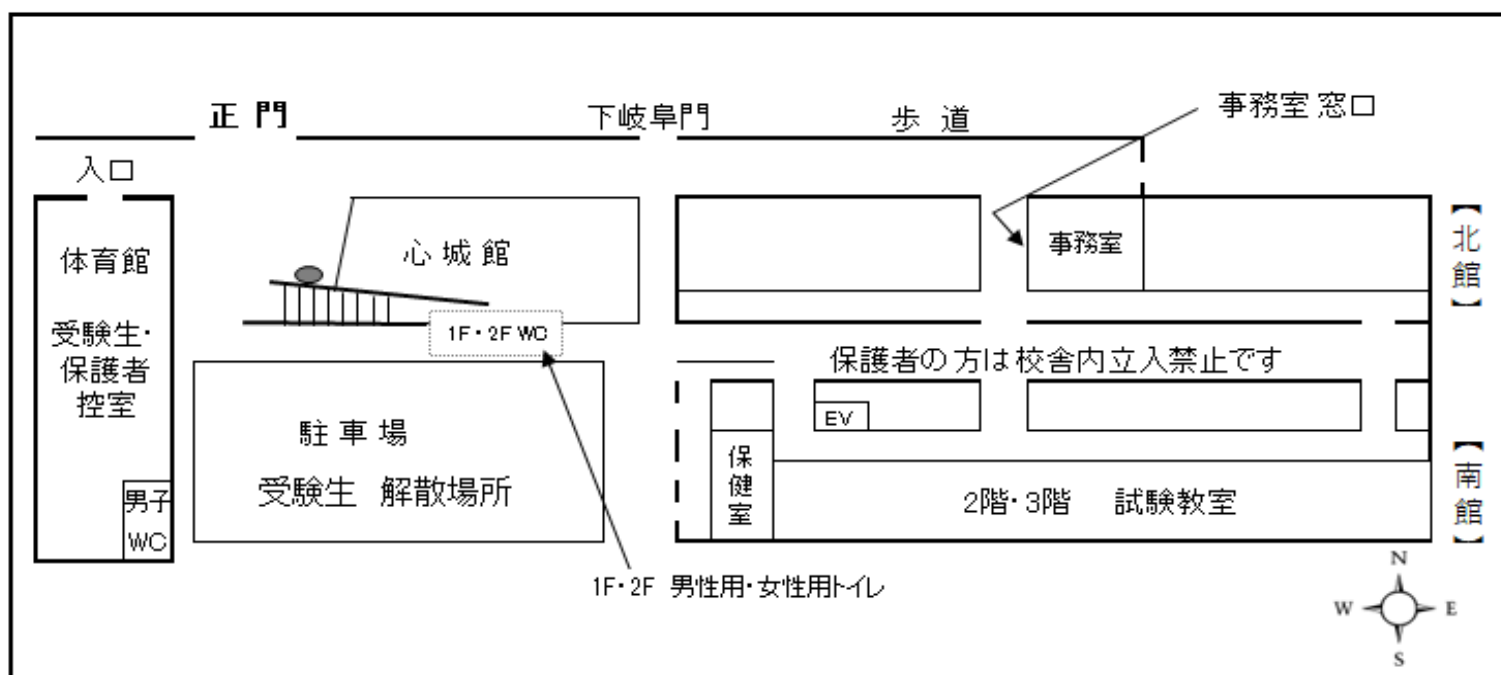 正門
下岐阜門
歩道
事務室窓口
入口
体育館
受験生・
保護者
控室
男子
WC
心城館
1F・2F WC
駐車場
受験生 解散場所
1F・2F 男性用・女性用トイレ
事務室
【北館】
保護者の方は校舎内立入禁止です
EV
保健室
2階・3階 試験教室
【南館】
N
W
E
S